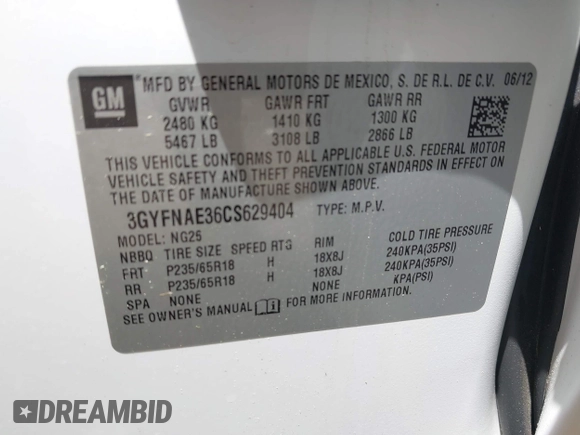 GM
MFD BY GENERAL MOTORS DE MEXICO, S. DE R.L. DE C.V. 06/12
GVWR GAWR FRT GAWR RR
2480 KG 1410 KG 1300 KG
5467 LB 3108 LB 2866 LB
THIS VEHICLE CONFORMS TO ALL APPLICABLE U.S. FEDERAL MOTOR
VEHICLE SAFETY AND THEFT PREVENTION STANDARDS IN EFFECT ON
THE DATE OF MANUFACTURE SHOWN ABOVE.
3GYFNAE36CS629404 TYPE: M.P.V.
MODEL: NG25
NBBQ TIRE SIZE SPEED RTG RIM COLD TIRE PRESSURE
FRT P235/65R18 H 18X8J 240KPA(35PSI)
RR P235/65R18 H 18X8J 240KPA(35PSI)
SPA NONE NONE KPA(PSI)
SEE OWNER'S MANUAL i FOR MORE INFORMATION.
DREAMBID